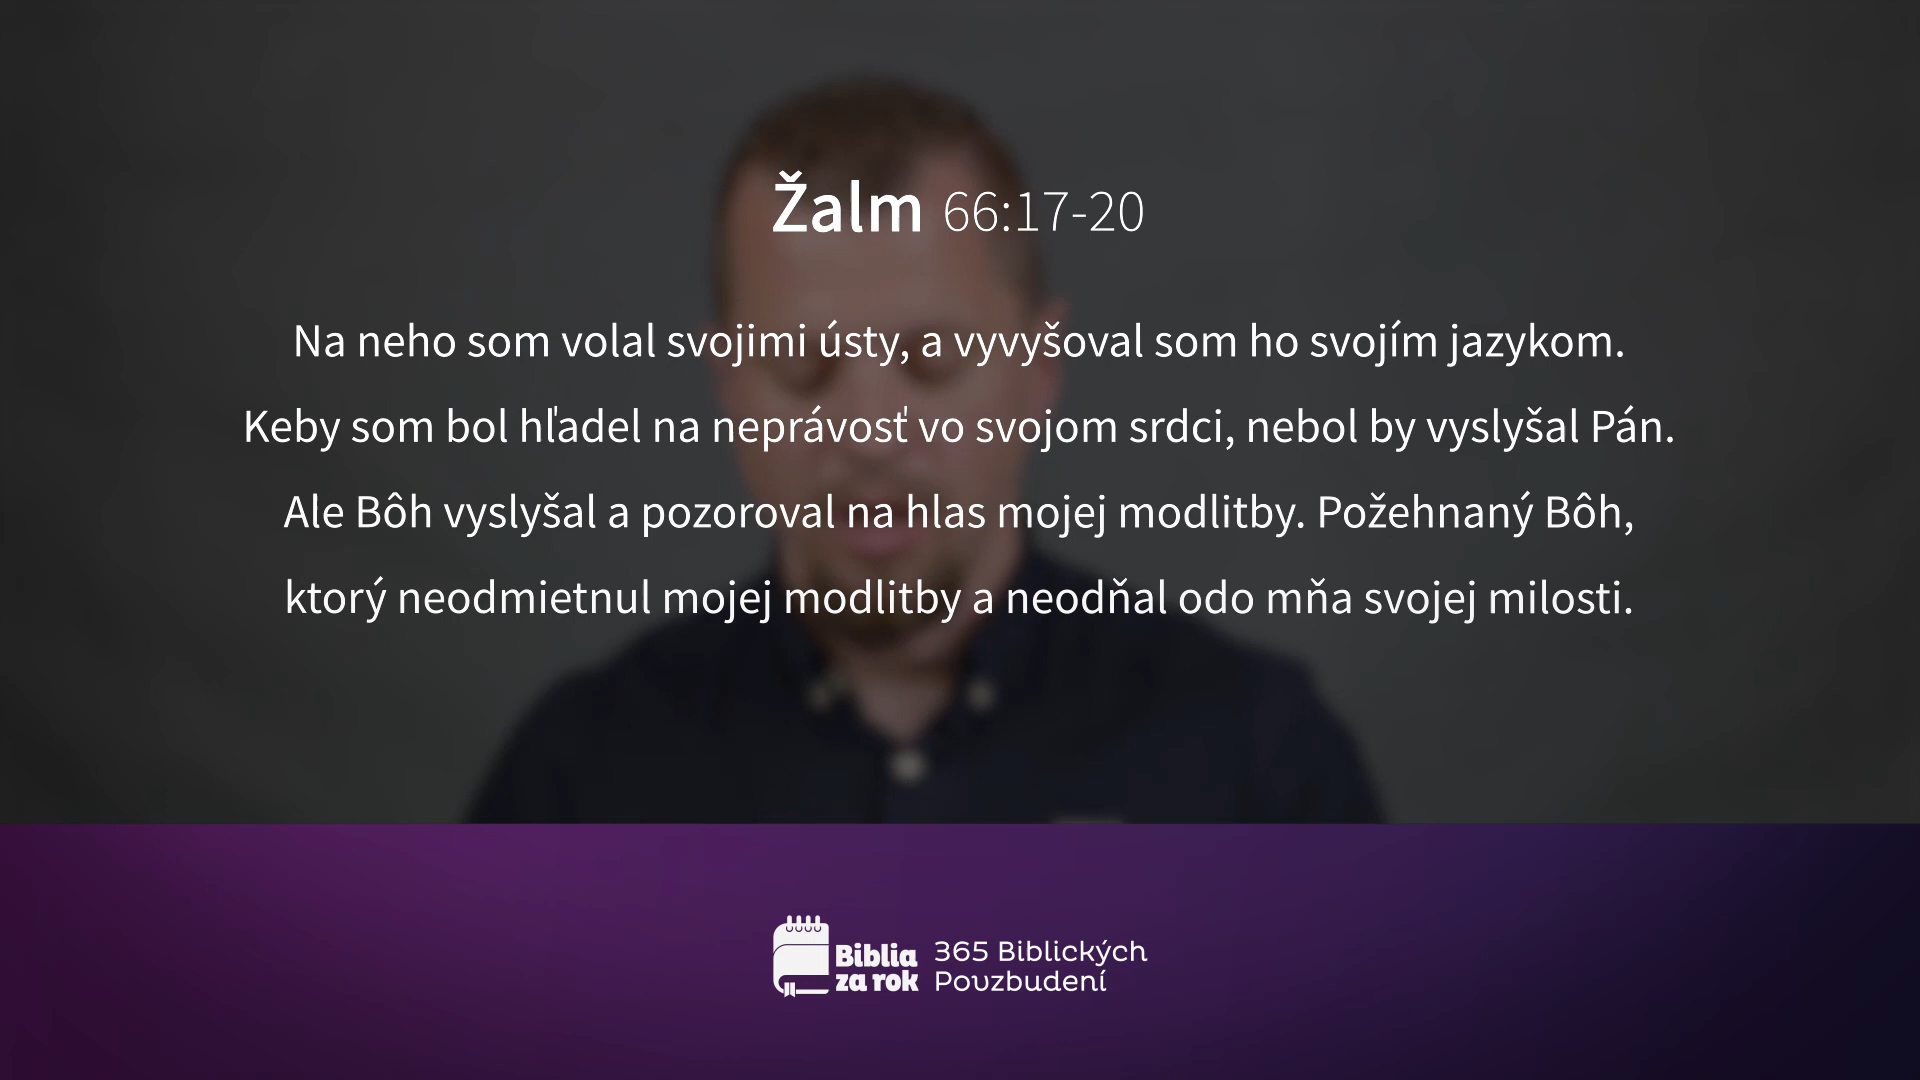 Žalm 66:17-20
Na neho som volal svojimi ústy, a vyvyšoval som ho svojím jazykom.
Keby som bol hľadel na neprávosť vo svojom srdci, nebol by vyslyšal Pán.
Ale Bôh vyslyšal a pozoroval na hlas mojej modlitby. Požehnaný Bôh,
ktorý neodmietnul mojej modlitby a neodňal odo mňa svojej milosti.
Biblia
za rok
365 Biblických
Povzbudení